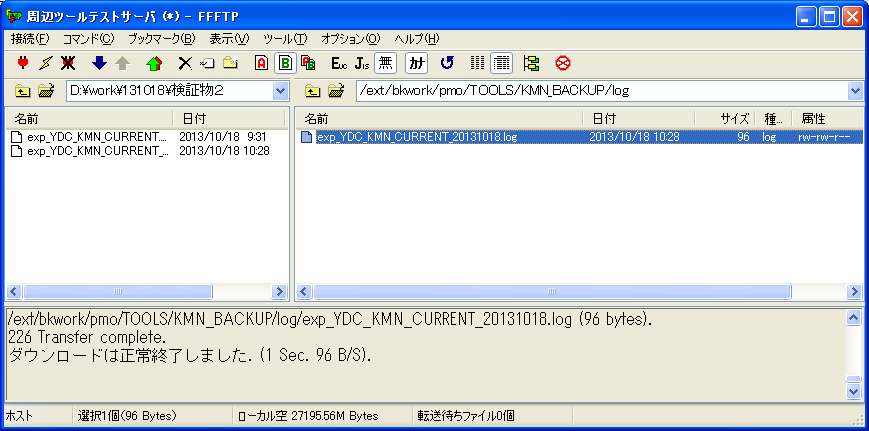 周辺ツールテストサーバ (*) - FFFTP
接続(F) コマンド(C) ブックマーク(B) 表示(V) ツール(T) オプション(O) ヘルプ(H)
A B A/B EUC JIS 無 カナ
D:¥work¥131018¥検証物2 /ext/bkwork/pmo/TOOLS/KMN_BACKUP/log
名前 日付 名前 日付 サイズ 種... 属性
exp_YDC_KMN_CURRENT_... 2013/10/18 9:31 exp_YDC_KMN_CURRENT_20131018.log 2013/10/18 10:28 96 log rw-rw-r--
exp_YDC_KMN_CURRENT_... 2013/10/18 10:28
/ext/bkwork/pmo/TOOLS/KMN_BACKUP/log/exp_YDC_KMN_CURRENT_20131018.log (96 bytes).
226 Transfer complete.
ダウンロードは正常終了しました. (1 Sec. 96 B/S).
ホスト 選択1個(96 Bytes) ローカル空 27195.56M Bytes 転送待ちファイル0個